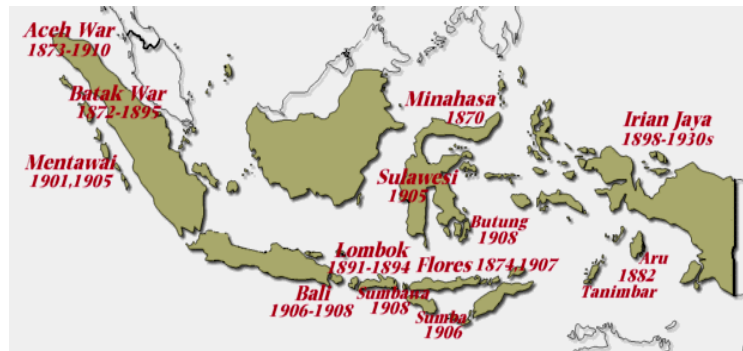 Aceh War
1873-1910
Batak War
1872-1895
Minahasa
1870
Irian Jaya
1898-1930s
Mentawai
1901,1905
Sulawesi
1905
Butung
1908
Lombok
1891-1894
Flores 1874,1907
Aru
1882
Tanimbar
Bali
1906-1908
Sumbawa
1908
Sumba
1906